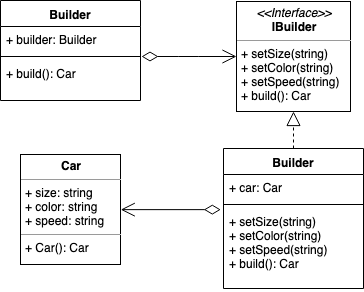 Builder
+ builder: Builder
+ build(): Car
<<Interface>>
IBuilder
+ setSize(string)
+ setColor(string)
+ setSpeed(string)
+ build(): Car
Car
+ size: string
+ color: string
+ speed: string
+ Car(): Car
Builder
+ car: Car
+ setSize(string)
+ setColor(string)
+ setSpeed(string)
+ build(): Car